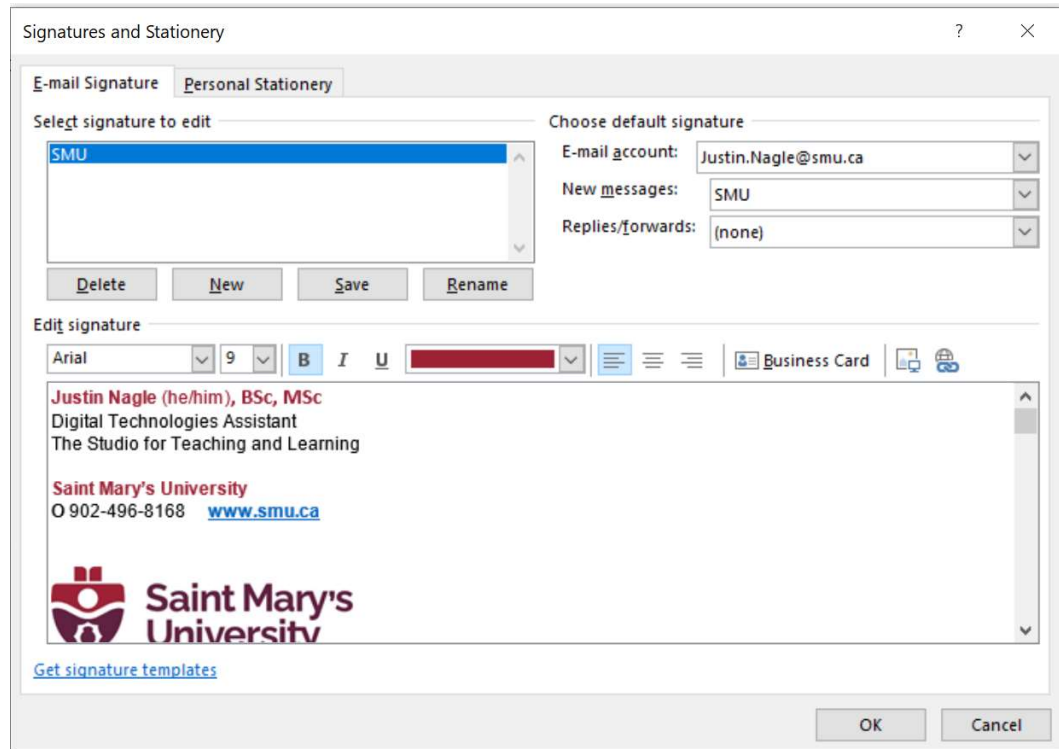 Signatures and Stationery ?
E-mail Signature Personal Stationery
Select signature to edit
SMU
Delete New Save Rename
Choose default signature
E-mail account: Justin.Nagle@smu.ca
New messages: SMU
Replies/forwards: (none)
Edit signature
Arial 9 B I U Business Card
Justin Nagle (he/him), BSc, MSc
Digital Technologies Assistant
The Studio for Teaching and Learning
Saint Mary's University
O 902-496-8168 www.smu.ca
Saint Mary's
University
Get signature templates
OK Cancel